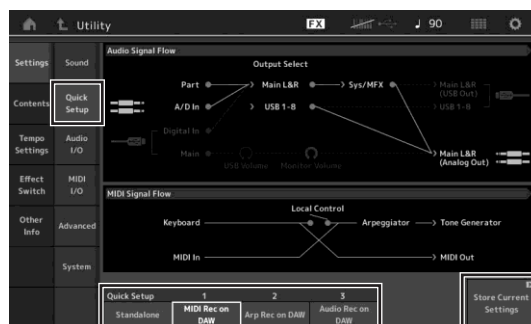 Utility
FX
♩ 90
Settings
Sound
Contents
Quick
Setup
Tempo
Settings
Audio
I/O
Effect
Switch
MIDI
I/O
Other
Info
Advanced
System
Audio Signal Flow
Output Select
Part
Main L&R
Sys/MFX
Main L&R
(USB Out)
A/D In
USB 1-8
USB 1-8
Digital In
Main
USB Volume
Monitor Volume
Main L&R
(Analog Out)
MIDI Signal Flow
Local Control
Keyboard
Arpeggiator
Tone Generator
MIDI In
MIDI Out
Quick Setup
1
2
3
Standalone
MIDI Rec on
DAW
Arp Rec on DAW
Audio Rec on
DAW
Store Current
Settings